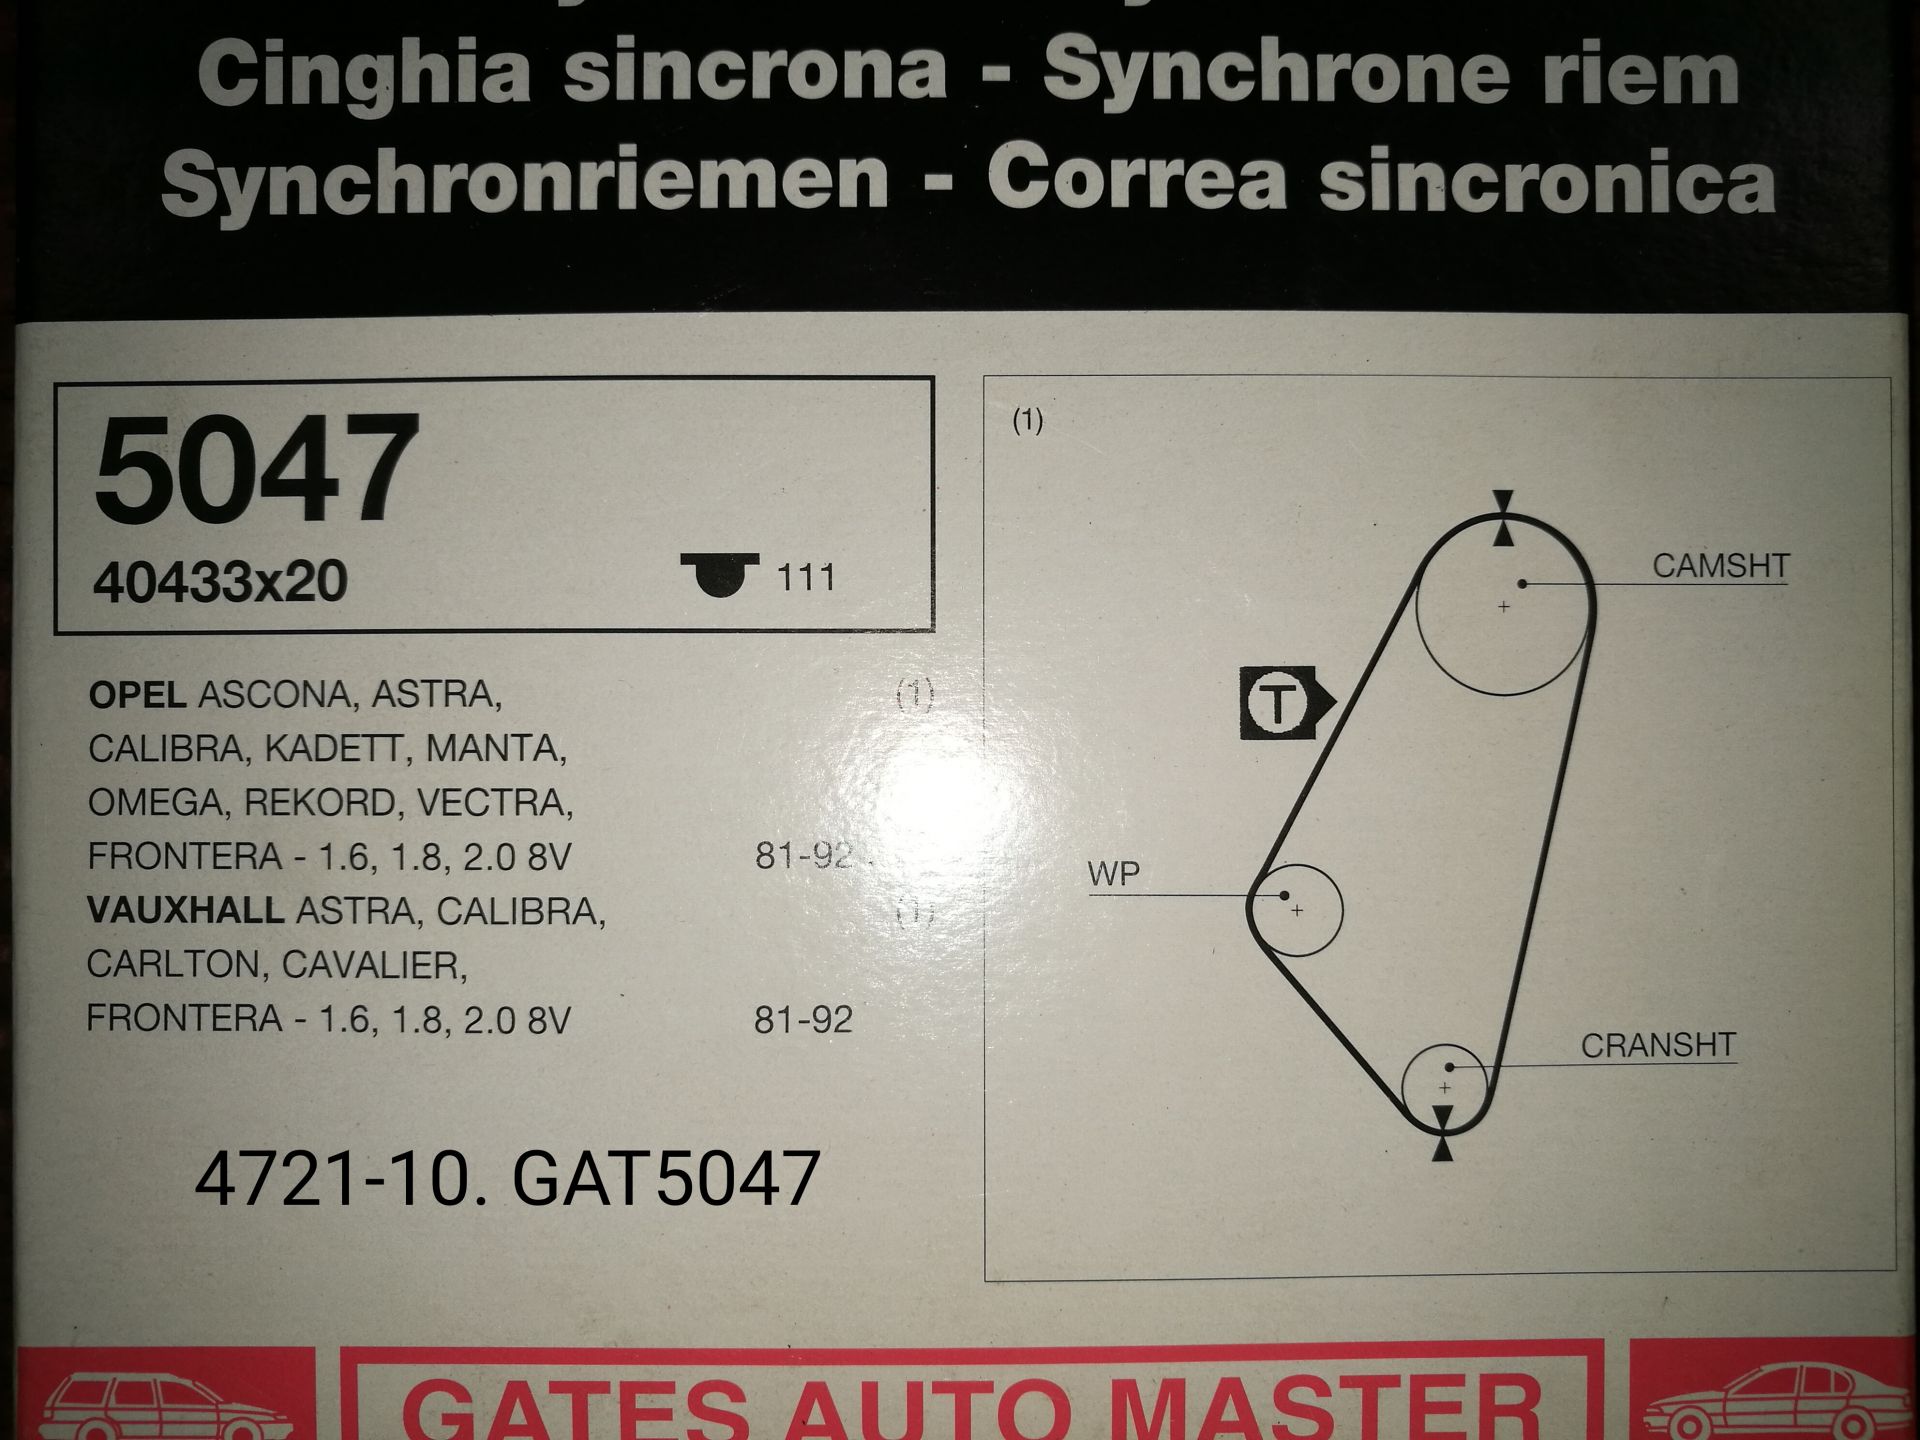 Cinghia sincrona - Synchrone riem
Synchronriemen - Correa sincronica
5047
40433x20
111
OPEL ASCONA, ASTRA, (1)
CALIBRA, KADETT, MANTA,
OMEGA, REKORD, VECTRA,
FRONTERA - 1.6, 1.8, 2.0 8V 81-92
VAUXHALL ASTRA, CALIBRA, (1)
CARLTON, CAVALIER,
FRONTERA - 1.6, 1.8, 2.0 8V 81-92
4721-10. GAT5047
(1)
CAMSHT
T
WP
CRANSHT
GATES AUTO MASTER